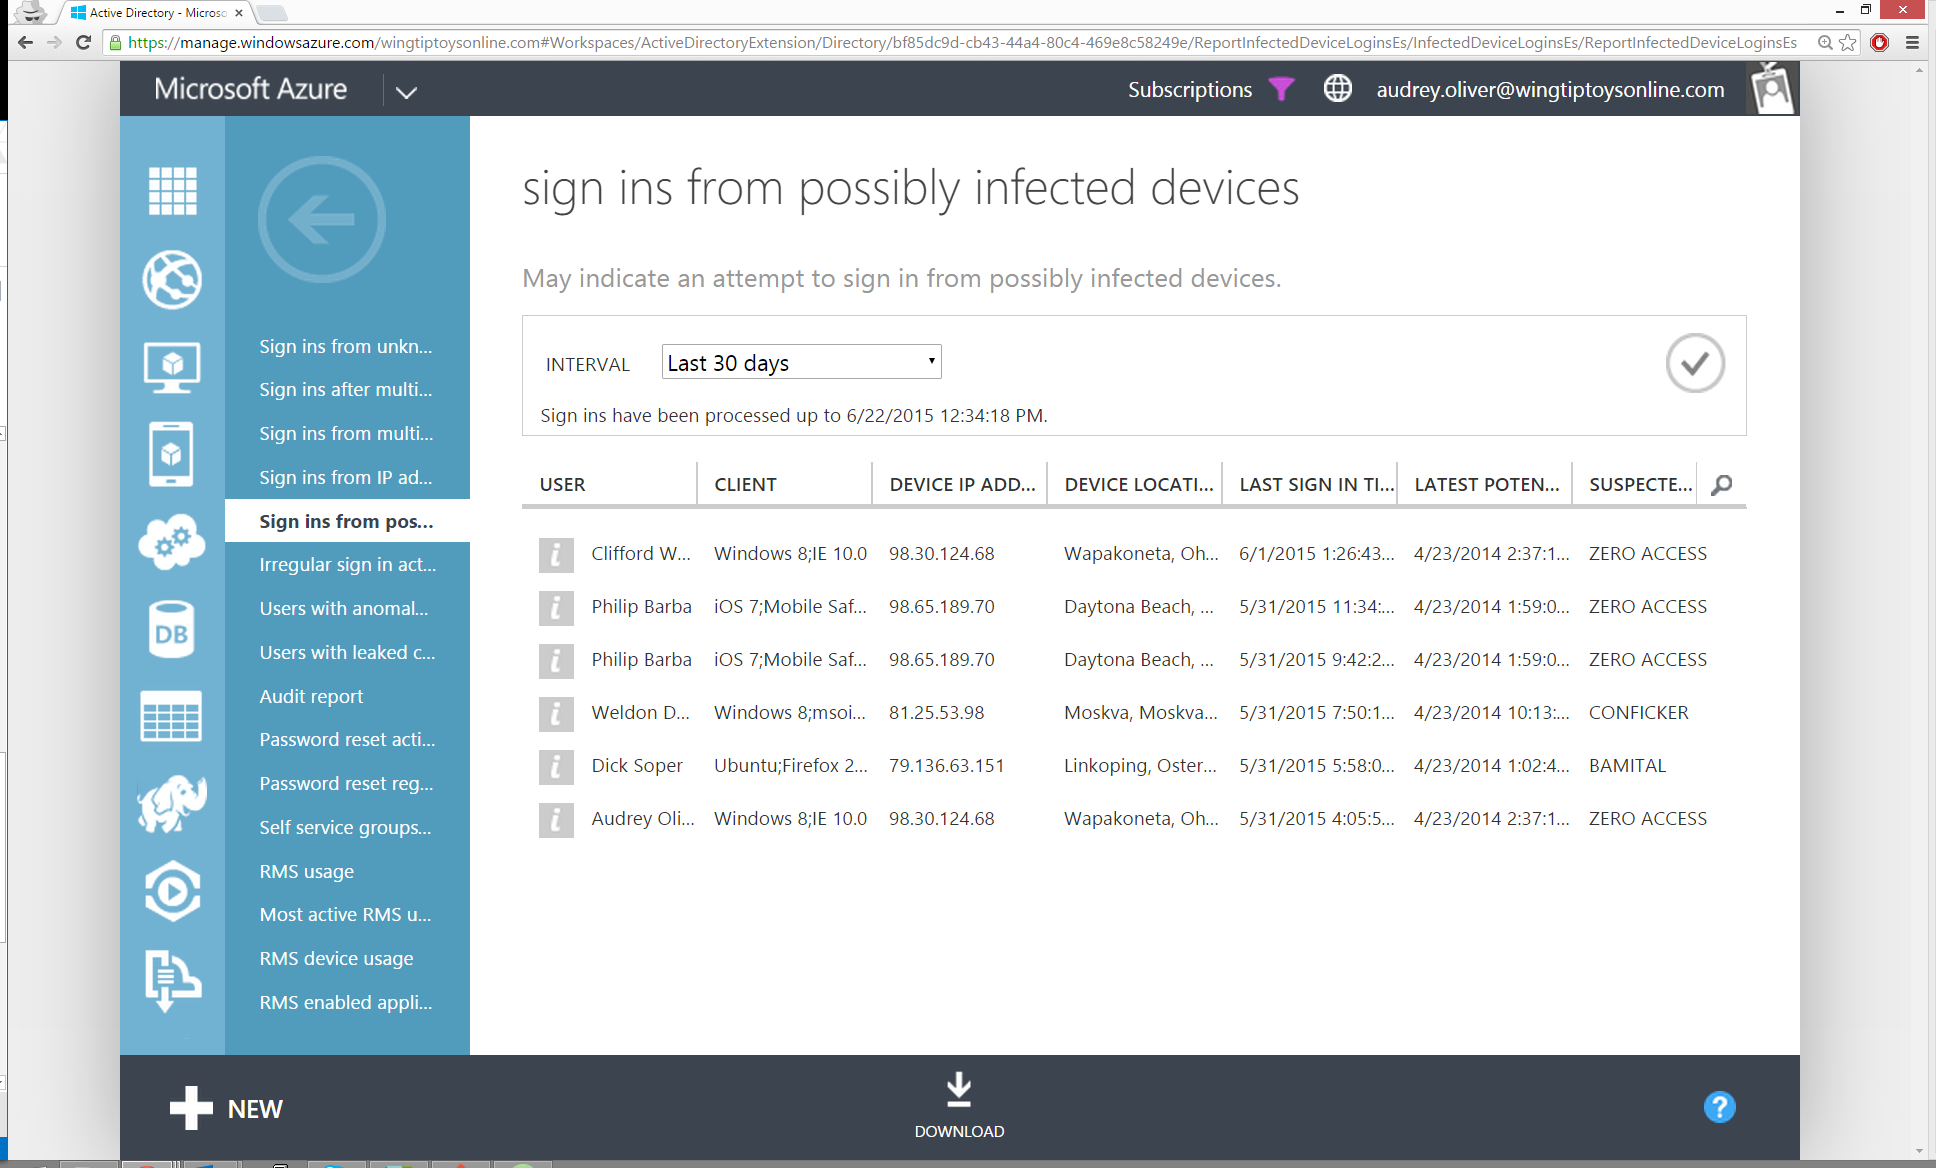 Active Directory - Microso
https://manage.windowsazure.com/wingtiptoysonline.com#Workspaces/ActiveDirectoryExtension/Directory/bf85dc9d-cb43-44a4-80c4-469e8c58249e/ReportInfectedDeviceLoginsEs/InfectedDeviceLoginsEs/ReportInfectedDeviceLoginsEs
Microsoft Azure
Subscriptions
audrey.oliver@wingtiptoysonline.com
Sign ins from unkn...
Sign ins after multi...
Sign ins from multi...
Sign ins from IP ad...
Sign ins from pos...
Irregular sign in act...
Users with anomal...
Users with leaked c...
Audit report
Password reset acti...
Password reset reg...
Self service groups...
RMS usage
Most active RMS u...
RMS device usage
RMS enabled appli...
DB
sign ins from possibly infected devices
May indicate an attempt to sign in from possibly infected devices.
INTERVAL Last 30 days
Sign ins have been processed up to 6/22/2015 12:34:18 PM.
USER CLIENT DEVICE IP ADD... DEVICE LOCATI... LAST SIGN IN TI... LATEST POTEN... SUSPECTE...
i Clifford W... Windows 8;IE 10.0 98.30.124.68 Wapakoneta, Oh... 6/1/2015 1:26:43... 4/23/2014 2:37:1... ZERO ACCESS
i Philip Barba iOS 7;Mobile Saf... 98.65.189.70 Daytona Beach, ... 5/31/2015 11:34:... 4/23/2014 1:59:0... ZERO ACCESS
i Philip Barba iOS 7;Mobile Saf... 98.65.189.70 Daytona Beach, ... 5/31/2015 9:42:2... 4/23/2014 1:59:0... ZERO ACCESS
i Weldon D... Windows 8;msoi... 81.25.53.98 Moskva, Moskva... 5/31/2015 7:50:1... 4/23/2014 10:13:... CONFICKER
i Dick Soper Ubuntu;Firefox 2... 79.136.63.151 Linkoping, Oster... 5/31/2015 5:58:0... 4/23/2014 1:02:4... BAMITAL
i Audrey Oli... Windows 8;IE 10.0 98.30.124.68 Wapakoneta, Oh... 5/31/2015 4:05:5... 4/23/2014 2:37:1... ZERO ACCESS
NEW
DOWNLOAD
?